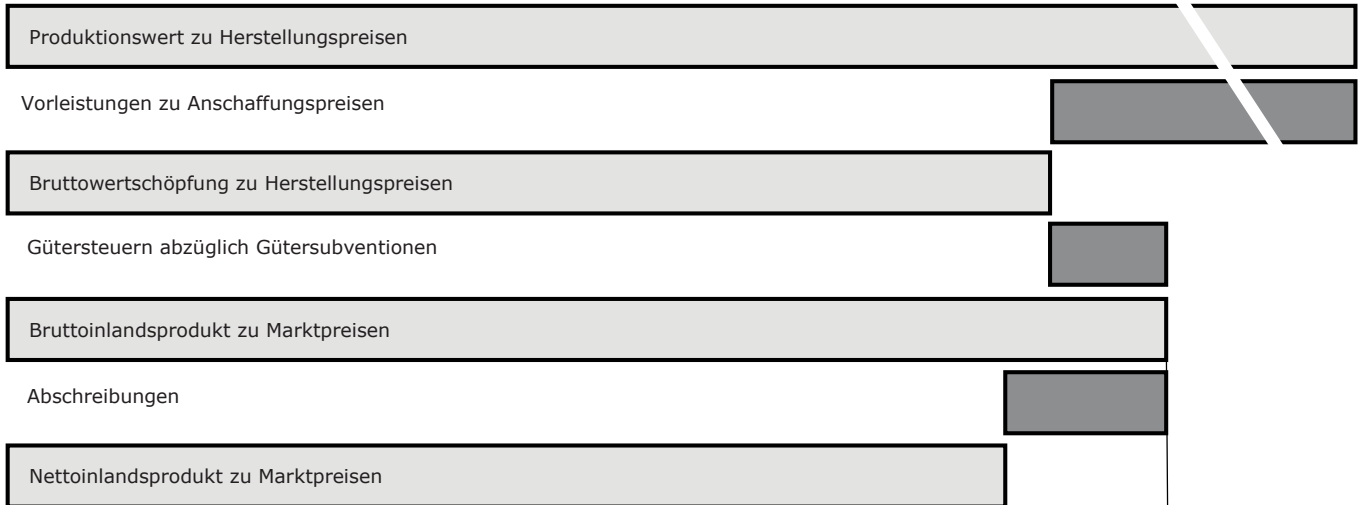 Produktionswert zu Herstellungspreisen
Vorleistungen zu Anschaffungspreisen
Bruttowertschöpfung zu Herstellungspreisen
Gütersteuern abzüglich Gütersubventionen
Bruttoinlandsprodukt zu Marktpreisen
Abschreibungen
Nettoinlandsprodukt zu Marktpreisen